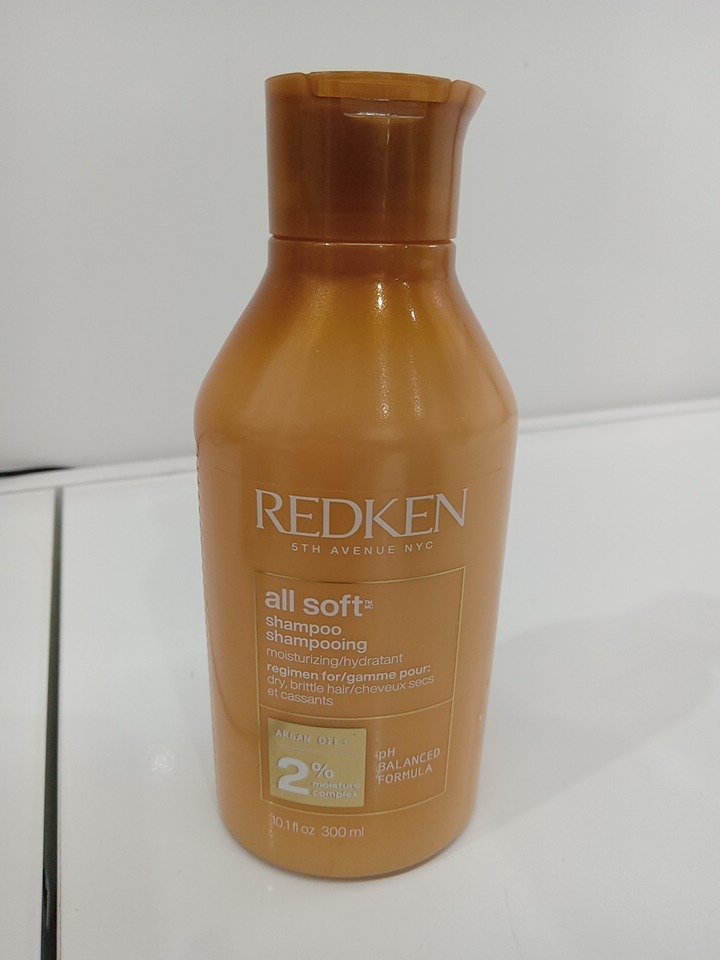 REDKEN
5TH AVENUE NYC
all soft™
shampoo
shampooing
moisturizing/hydratant
regimen for/gamme pour:
dry, brittle hair/cheveux secs
et cassants
ARGAN OIL
2%
moisture
complex
pH
BALANCED
FORMULA
10.1 fl oz 300 ml